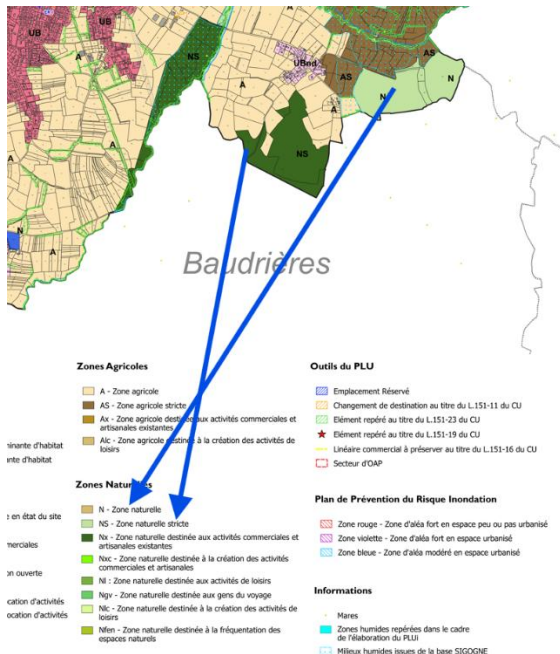 UB
UB
A
NS
A
UBnd
AS
AS
N
N
A
A
NS
A
N
A
Baudrières
Zones Agricoles
A - Zone agricole
AS - Zone agricole stricte
Ax - Zone agricole destinée aux activités commerciales et
artisanales existantes
Alc - Zone agricole destinée à la création des activités de
loisirs
ninante d'habitat
ante d'habitat
Zones Naturelles
N - Zone naturelle
NS - Zone naturelle stricte
Nx - Zone naturelle destinée aux activités commerciales et
artisanales existantes
Nxc - Zone naturelle destinée à la création des activités
commerciales et artisanales
Nl : Zone naturelle destinée aux activités de loisirs
Ngv - Zone naturelle destinée aux gens du voyage
Nlc - Zone naturelle destinée à la création des activités de
loisirs
Nfen - Zone naturelle destinée à la fréquentation des
espaces naturels
e en état du site
merciales
on ouverte
cation d'activités
ocation d'activités
Outils du PLU
Emplacement Réservé
Changement de destination au titre du L.151-11 du CU
Elément repéré au titre du L.151-23 du CU
Elément repéré au titre du L.151-19 du CU
Linéaire commercial à préserver au titre du L.151-16 du CU
Secteur d'OAP
Plan de Prévention du Risque Inondation
Zone rouge - Zone d'aléa fort en espace peu ou pas urbanisé
Zone violette - Zone d'aléa fort en espace urbanisé
Zone bleue - Zone d'aléa modéré en espace urbanisé
Informations
Mares
Zones humides repérées dans le cadre
de l'élaboration du PLUi
Milieux humides issues de la base SIGOGNE